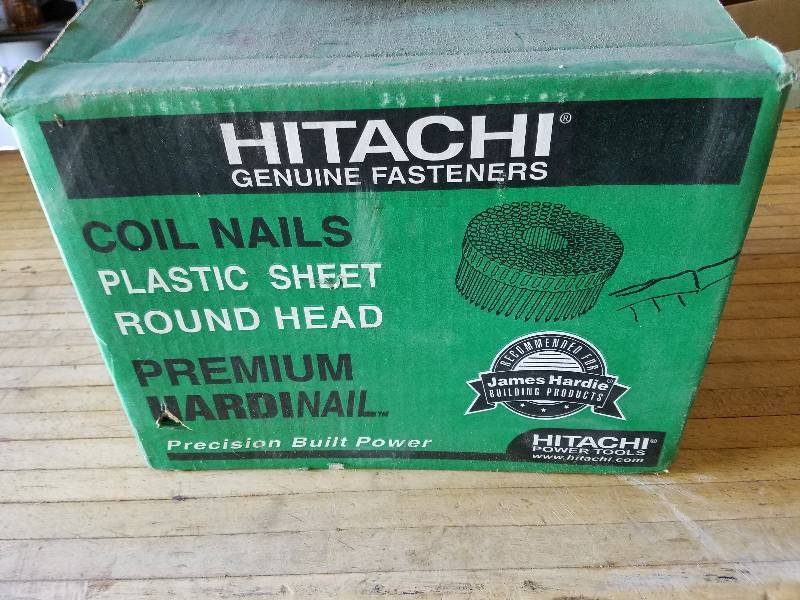 HITACHI®
GENUINE FASTENERS
COIL NAILS
PLASTIC SHEET
ROUND HEAD
PREMIUM
HARDINAIL™
RECOMMENDED FOR
James Hardie®
BUILDING PRODUCTS
Precision Built Power
HITACHI®
POWER TOOLS
www.hitachi.com